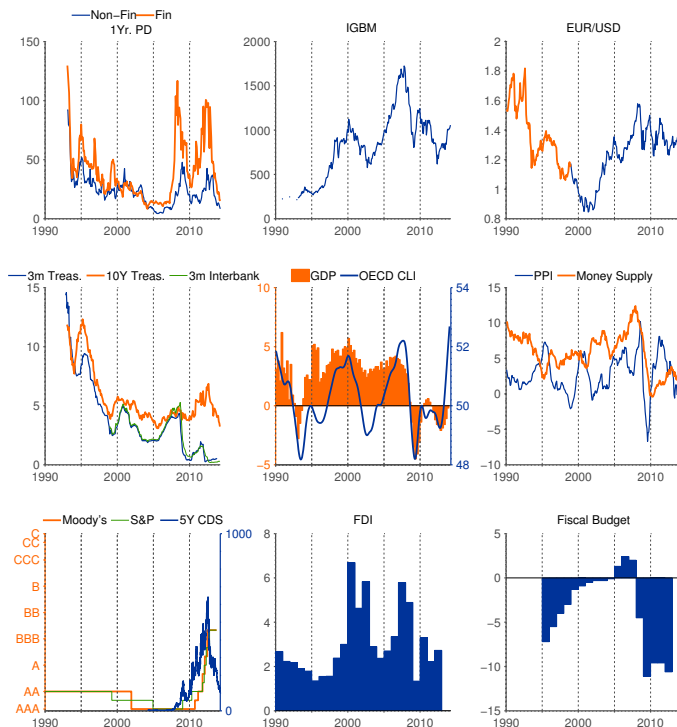 Non-Fin Fin
1Yr. PD
150
100
50
0
1990 2000 2010
IGBM
2000
1500
1000
500
0
1990 2000 2010
EUR/USD
2
1.8
1.6
1.4
1.2
1
0.8
1990 2000 2010
3m Treas. 10Y Treas. 3m Interbank
15
10
5
0
1990 2000 2010
GDP OECD CLI
10
5
0
-5
54
52
50
48
1990 2000 2010
PPI Money Supply
15
10
5
0
-5
-10
1990 2000 2010
Moody's S&P 5Y CDS
C
CC
CCC
B
BB
BBB
A
AA
AAA
1000
0
1990 2000 2010
FDI
8
6
4
2
0
1990 2000 2010
Fiscal Budget
5
0
-5
-10
-15
1990 2000 2010